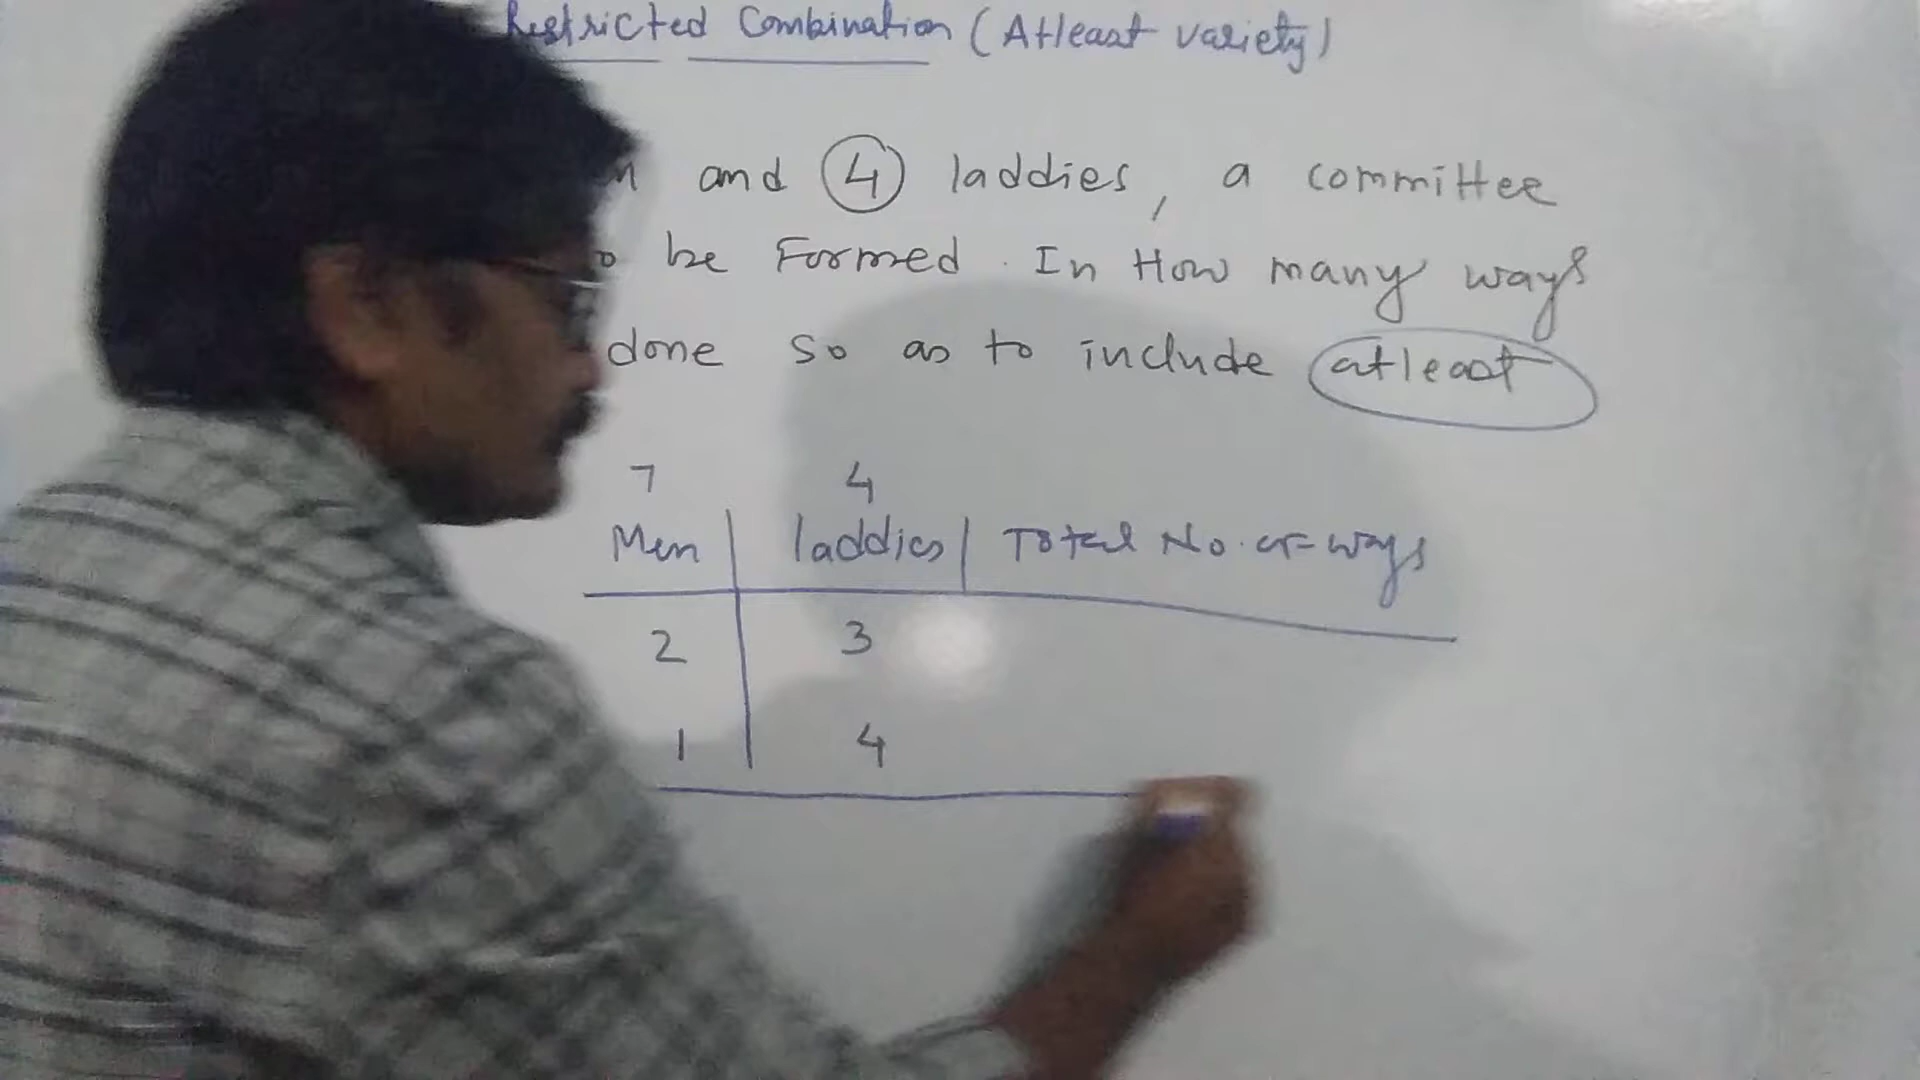 Restricted Combination (Atleast variety)
and 4 laddies, a committee
be Formed. In How many ways
done so as to include atleast
7 4
Men laddies Total No. of ways
2 3
1 4